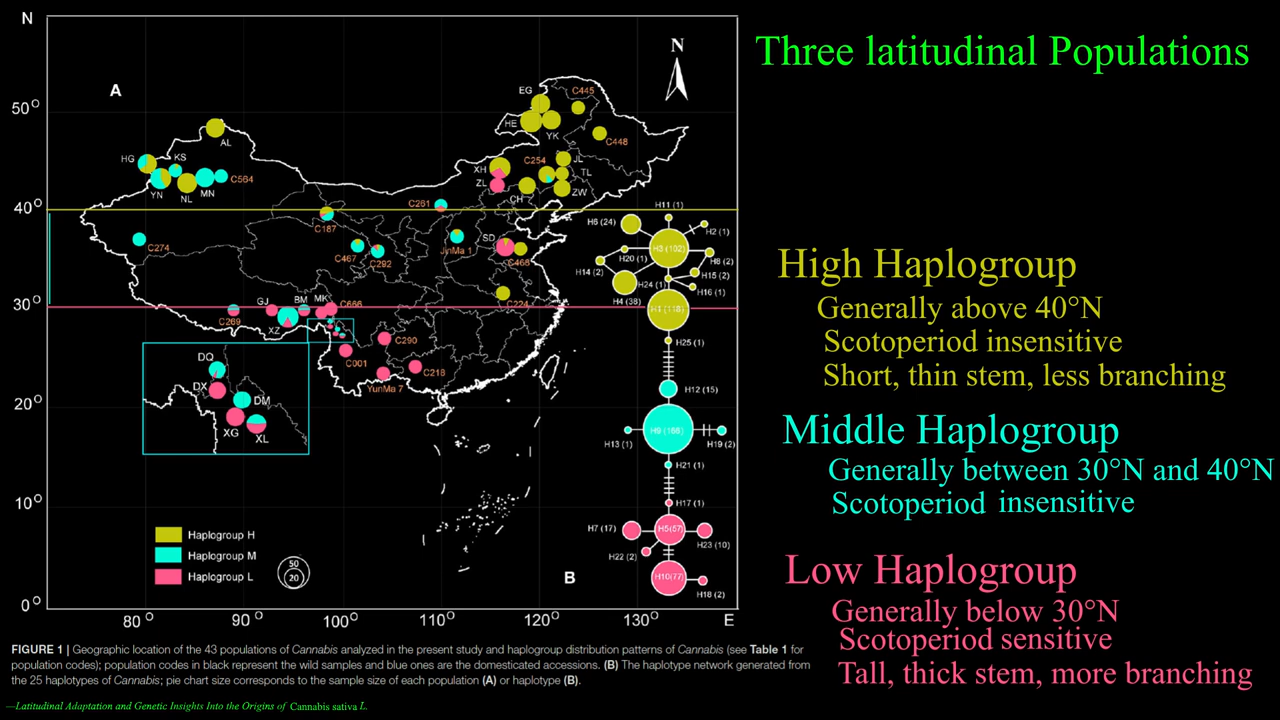 Three latitudinal Populations
N
A
N
50°
40°
30°
20°
10°
0°
80°
90°
100°
110°
120°
130°
E
EG
C445
HE
YK
C448
AL
HG
KS
YN
NL
MN
C564
XH
ZL
C254
JL
TL
CH
ZW
C261
C187
C274
C467
C292
JinMa 1
SD
C468
C224
GJ
BM
MK
C666
C269
XZ
C290
C001
YunMa 7
C218
DQ
DX
DM
XG
XL
H11 (1)
H6 (24)
H2 (1)
H3 (102)
H20 (1)
H8 (2)
H14 (2)
H15 (2)
H24 (1)
H16 (1)
H4 (38)
H1 (118)
H25 (1)
H12 (15)
H9 (166)
H13 (1)
H19 (2)
H21 (1)
H17 (1)
H7 (17)
H5(57)
H23 (10)
H22 (2)
H10(77)
H18 (2)
Haplogroup H
Haplogroup M
Haplogroup L
50
20
B
High Haplogroup
Generally above 40°N
Scotoperiod insensitive
Short, thin stem, less branching
Middle Haplogroup
Generally between 30°N and 40°N
Scotoperiod insensitive
Low Haplogroup
Generally below 30°N
Scotoperiod sensitive
Tall, thick stem, more branching
FIGURE 1 | Geographic location of the 43 populations of Cannabis analyzed in the present study and haplogroup distribution patterns of Cannabis (see Table 1 for
population codes); population codes in black represent the wild samples and blue ones are the domesticated accessions. (B) The haplotype network generated from
the 25 haplotypes of Cannabis; pie chart size corresponds to the sample size of each population (A) or haplotype (B).
—Latitudinal Adaptation and Genetic Insights Into the Origins of Cannabis sativa L.